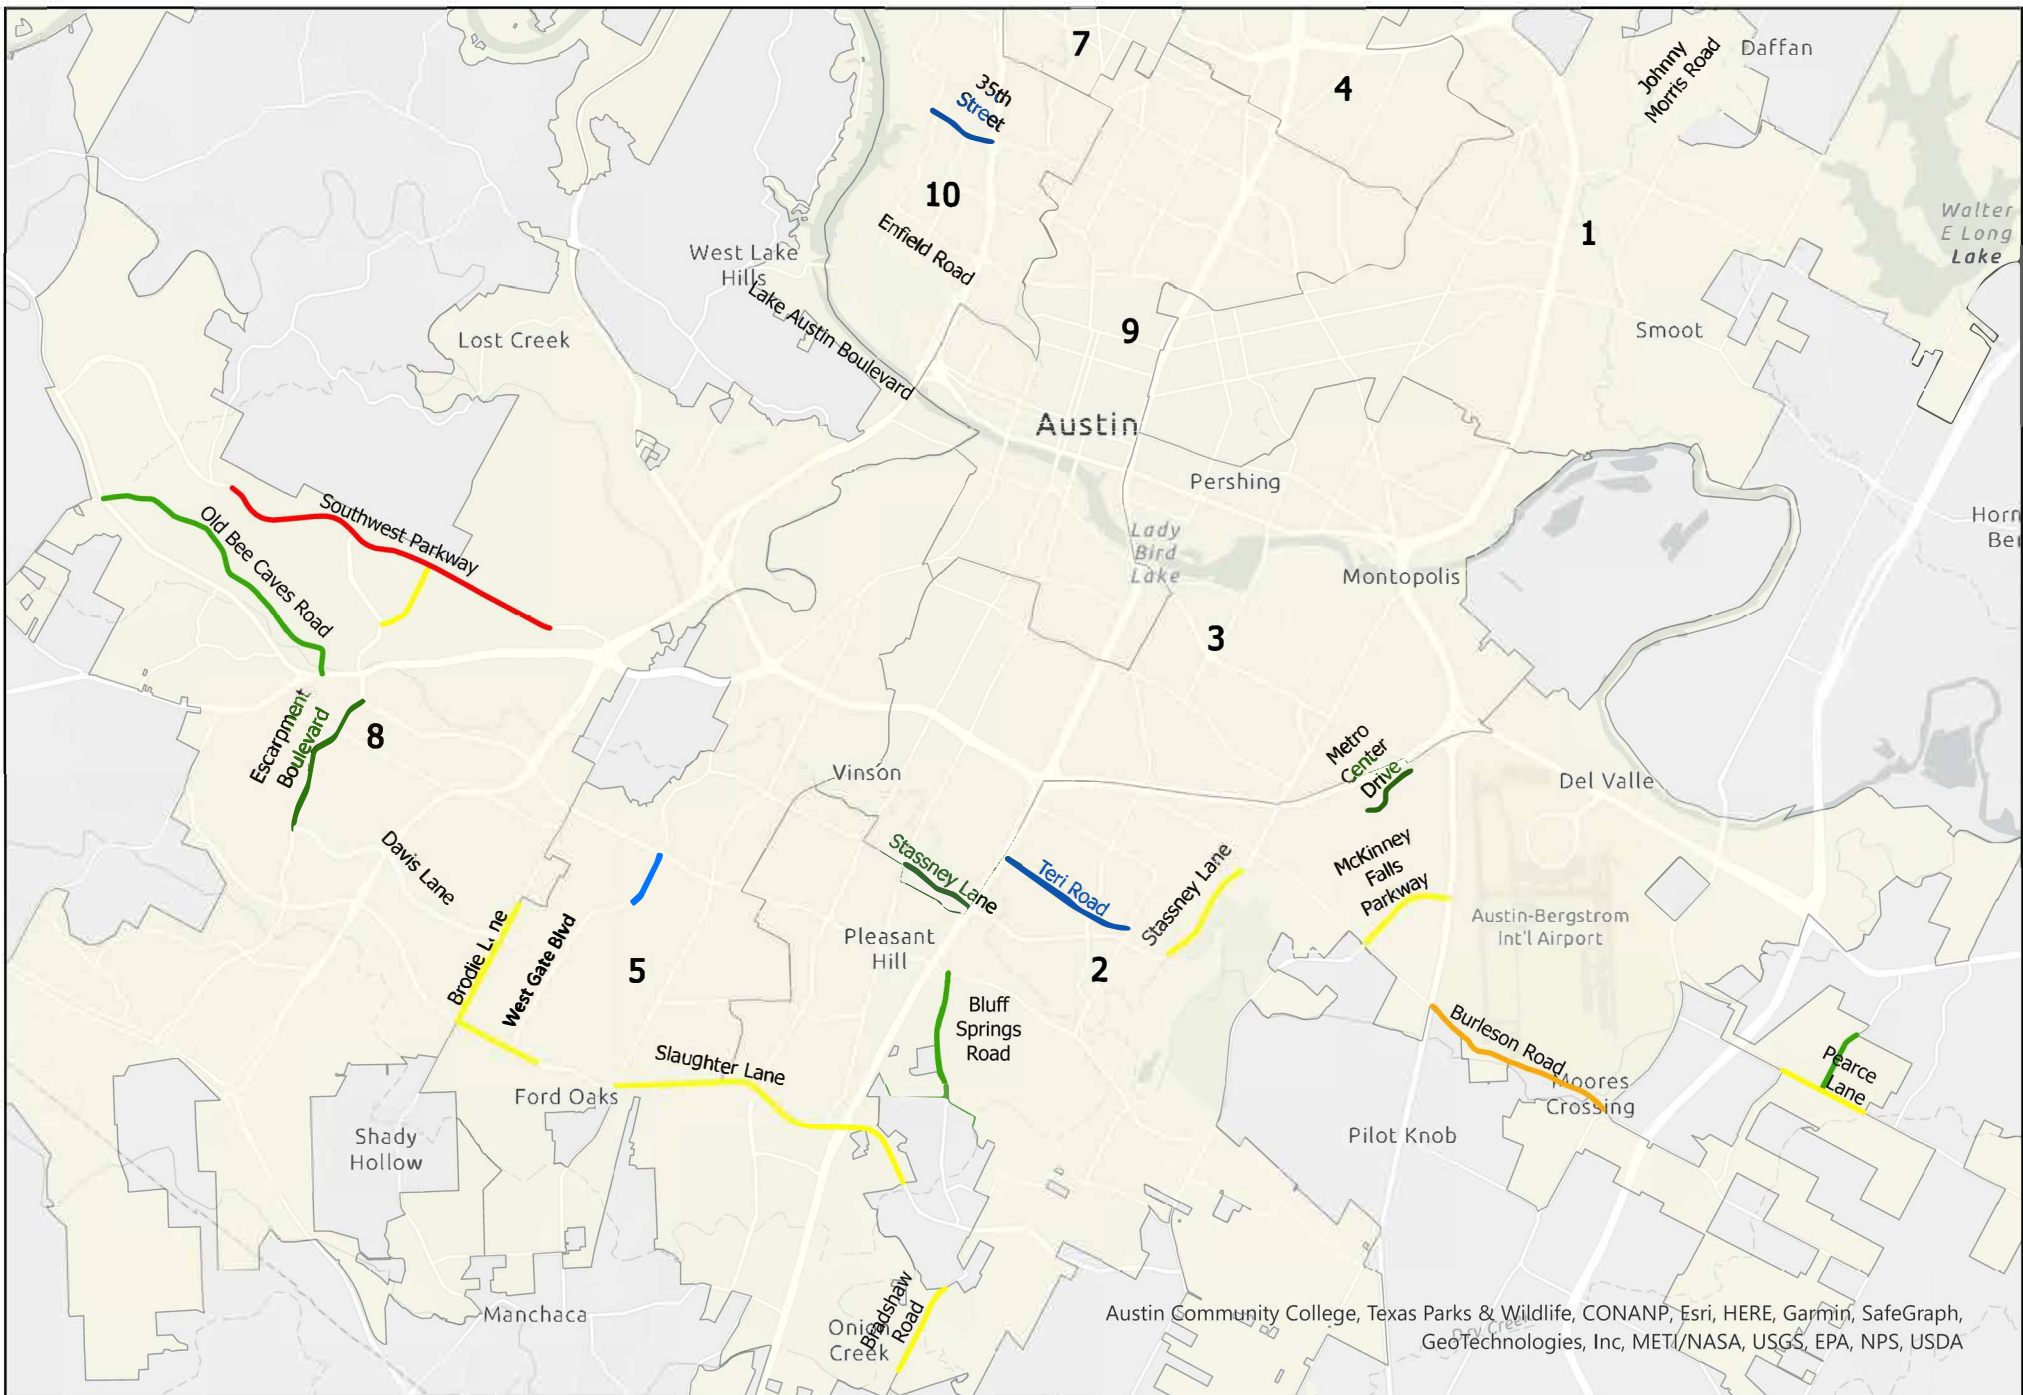 7
4
Johnny
Morris Road
Daffan
35th
Street
10
Enfield Road
1
Walter
E Long
Lake
West Lake
Hills
Lake Austin Boulevard
Lost Creek
9
Smoot
Austin
Pershing
Lady
Bird
Lake
Montopolis
Southwest Parkway
Old Bee Caves Road
3
Escarpment
Boulevard
8
Vinson
Metro
Center
Drive
Del Valle
Davis Lane
Stassney Lane
Teri Road
Stassney Lane
McKinney
Falls
Parkway
Austin-Bergstrom
Int'l Airport
Brodie L ne
West Gate Blvd
5
Pleasant
Hill
2
Bluff
Springs
Road
Burleson Road
Moores
Crossing
Pearce
Lane
Slaughter Lane
Ford Oaks
Shady
Hollow
Pilot Knob
Manchaca
Bradshaw
Road
Onion
Creek
Dry Creek
Austin Community College, Texas Parks & Wildlife, CONANP, Esri, HERE, Garmin, SafeGraph,
GeoTechnologies, Inc, METI/NASA, USGS, EPA, NPS, USDA